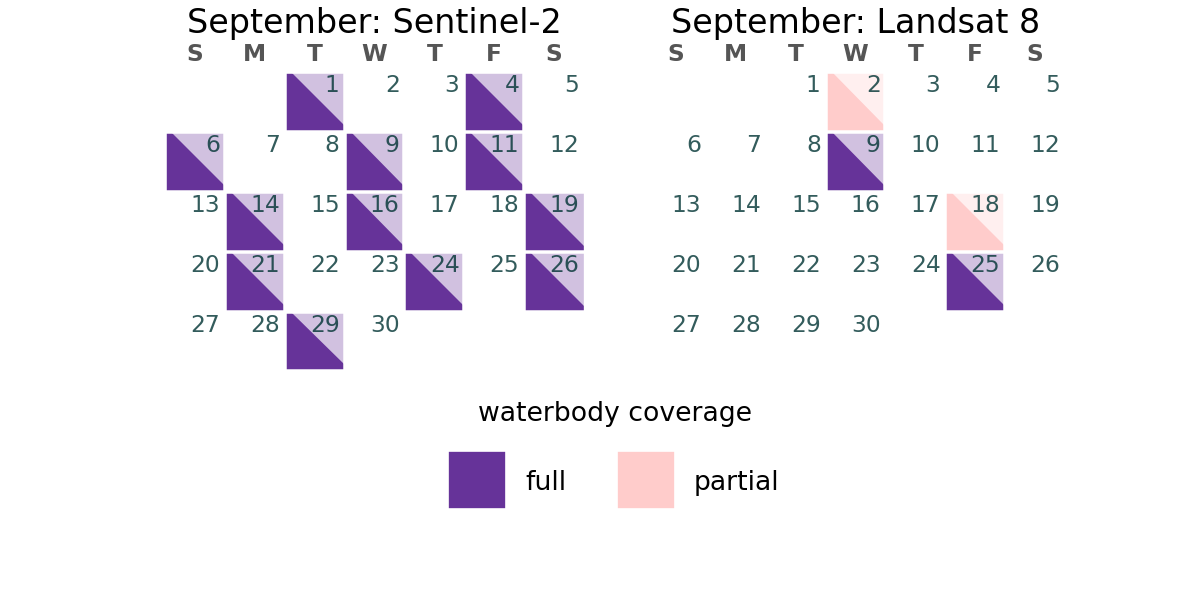 September: Sentinel-2
S M T W T F S
1 2 3 4 5
6 7 8 9 10 11 12
13 14 15 16 17 18 19
20 21 22 23 24 25 26
27 28 29 30
September: Landsat 8
S M T W T F S
1 2 3 4 5
6 7 8 9 10 11 12
13 14 15 16 17 18 19
20 21 22 23 24 25 26
27 28 29 30
waterbody coverage
full partial